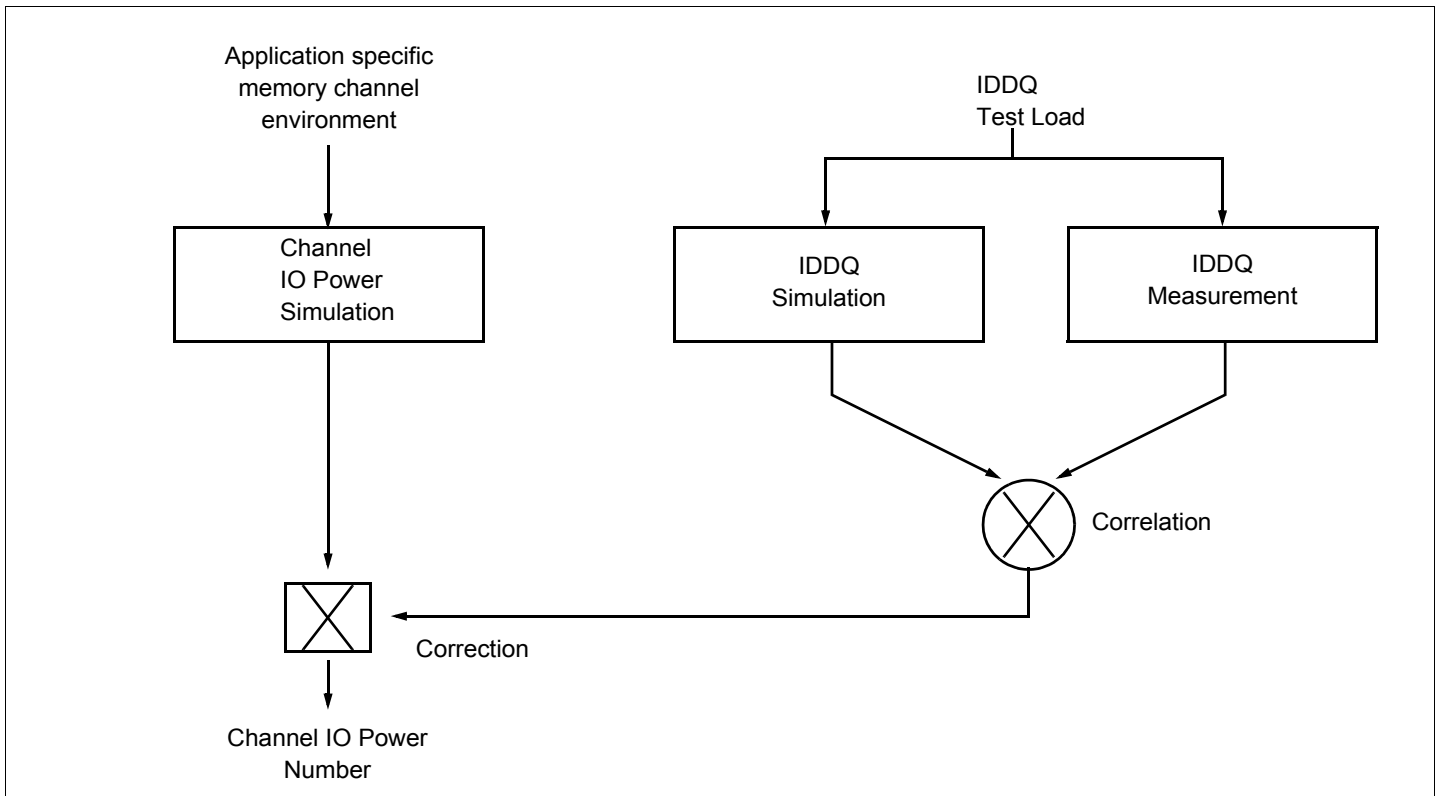 Application specific
memory channel
environment
IDDQ
Test Load
Channel
IO Power
Simulation
IDDQ
Simulation
IDDQ
Measurement
Correlation
Correction
Channel IO Power
Number